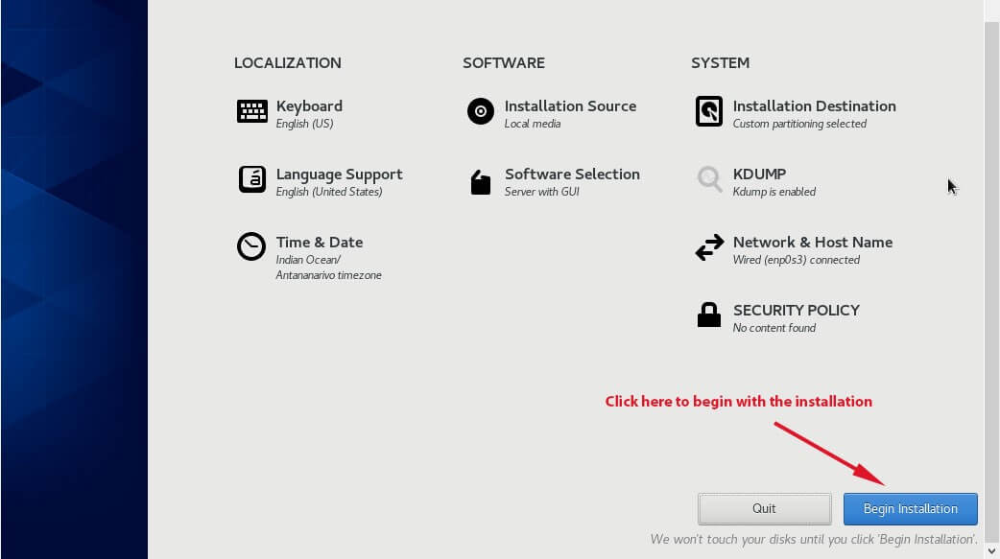 LOCALIZATION
Keyboard
English (US)
Language Support
English (United States)
Time & Date
Indian Ocean/
Antananarivo timezone
SOFTWARE
Installation Source
Local media
Software Selection
Server with GUI
SYSTEM
Installation Destination
Custom partitioning selected
KDUMP
Kdump is enabled
Network & Host Name
Wired (enp0s3) connected
SECURITY POLICY
No content found
Click here to begin with the installation
Quit
Begin Installation
We won't touch your disks until you click 'Begin Installation'.